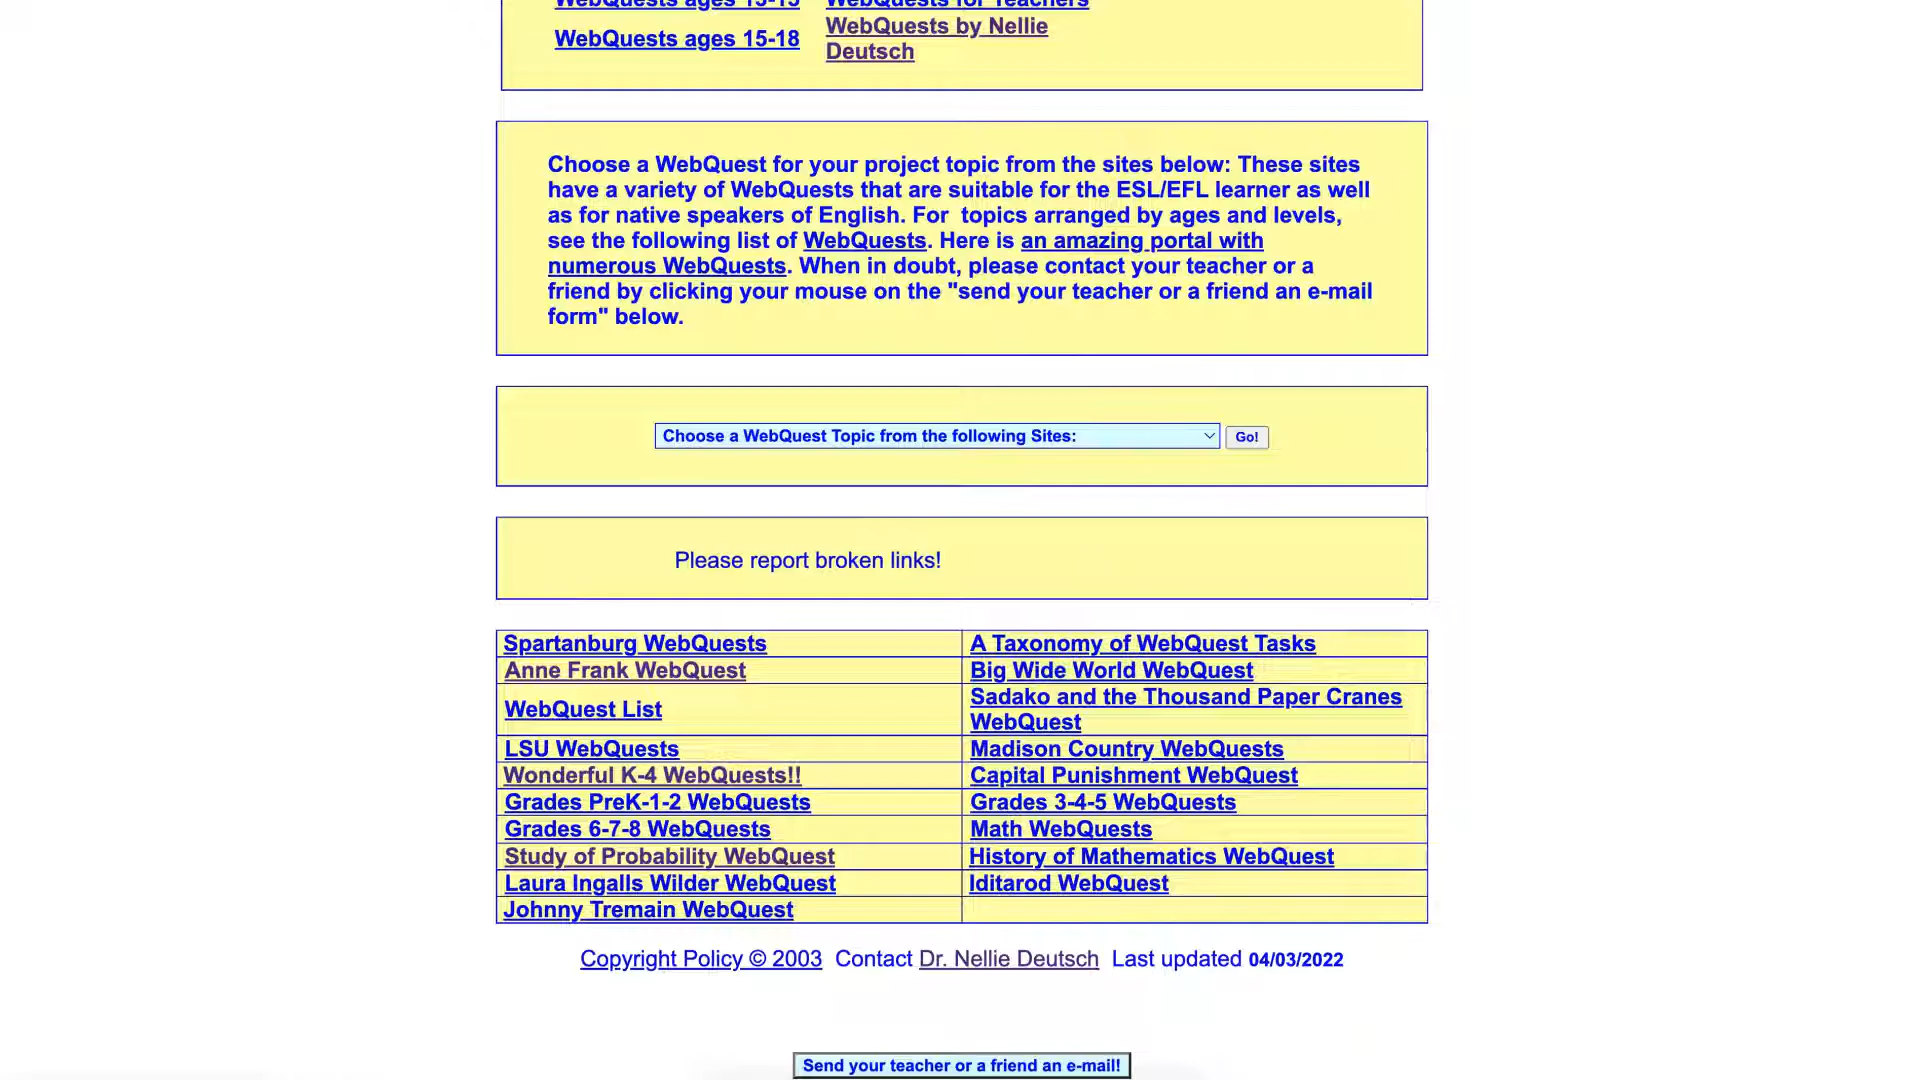 WebQuests ages 13-15 WebQuests for Teachers
WebQuests ages 15-18
WebQuests by Nellie
Deutsch
Choose a WebQuest for your project topic from the sites below: These sites
have a variety of WebQuests that are suitable for the ESL/EFL learner as well
as for native speakers of English. For topics arranged by ages and levels,
see the following list of WebQuests. Here is an amazing portal with
numerous WebQuests. When in doubt, please contact your teacher or a
friend by clicking your mouse on the "send your teacher or a friend an e-mail
form" below.
Choose a WebQuest Topic from the following Sites: Go!
Please report broken links!
Spartanburg WebQuests
A Taxonomy of WebQuest Tasks
Anne Frank WebQuest
Big Wide World WebQuest
WebQuest List
Sadako and the Thousand Paper Cranes
WebQuest
LSU WebQuests
Madison Country WebQuests
Wonderful K-4 WebQuests!!
Capital Punishment WebQuest
Grades PreK-1-2 WebQuests
Grades 3-4-5 WebQuests
Grades 6-7-8 WebQuests
Math WebQuests
Study of Probability WebQuest
History of Mathematics WebQuest
Laura Ingalls Wilder WebQuest
Iditarod WebQuest
Johnny Tremain WebQuest
Copyright Policy © 2003 Contact Dr. Nellie Deutsch Last updated 04/03/2022
Send your teacher or a friend an e-mail!